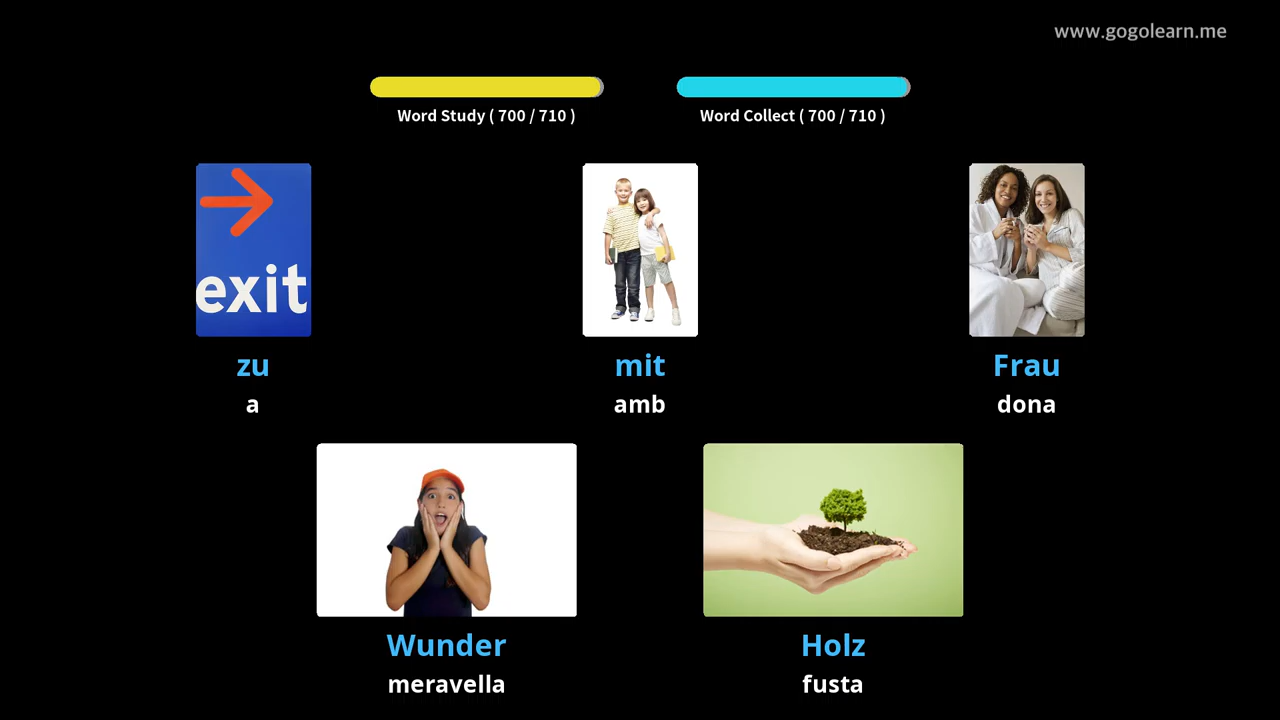 www.gogolearn.me
Word Study ( 700 / 710 )
Word Collect ( 700 / 710 )
exit
zu
mit
Frau
a
amb
dona
Wunder
Holz
meravella
fusta